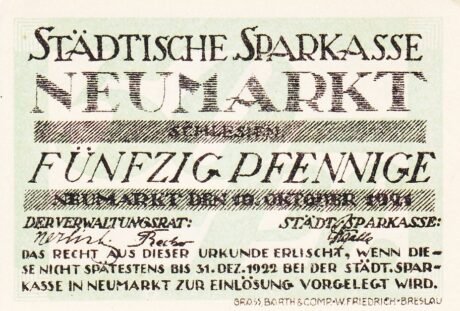 STÄDTISCHE SPARKASSE
NEUMARKT
SCHLESIEN.
FÜNFZIG PFENNIGE
NEUMARKT DEN 10. OKTOBER 1921
DER VERWALTUNGSRAT: STÄDT. SPARKASSE:
DAS RECHT AUS DIESER URKUNDE ERLISCHT, WENN DIE-
SE NICHT SPÄTESTENS BIS 31. DEZ. 1922 BEI DER STÄDT. SPAR-
KASSE IN NEUMARKT ZUR EINLÖSUNG VORGELEGT WIRD.
GROSS, BARTH & COMP. W. FRIEDRICH - BRESLAU